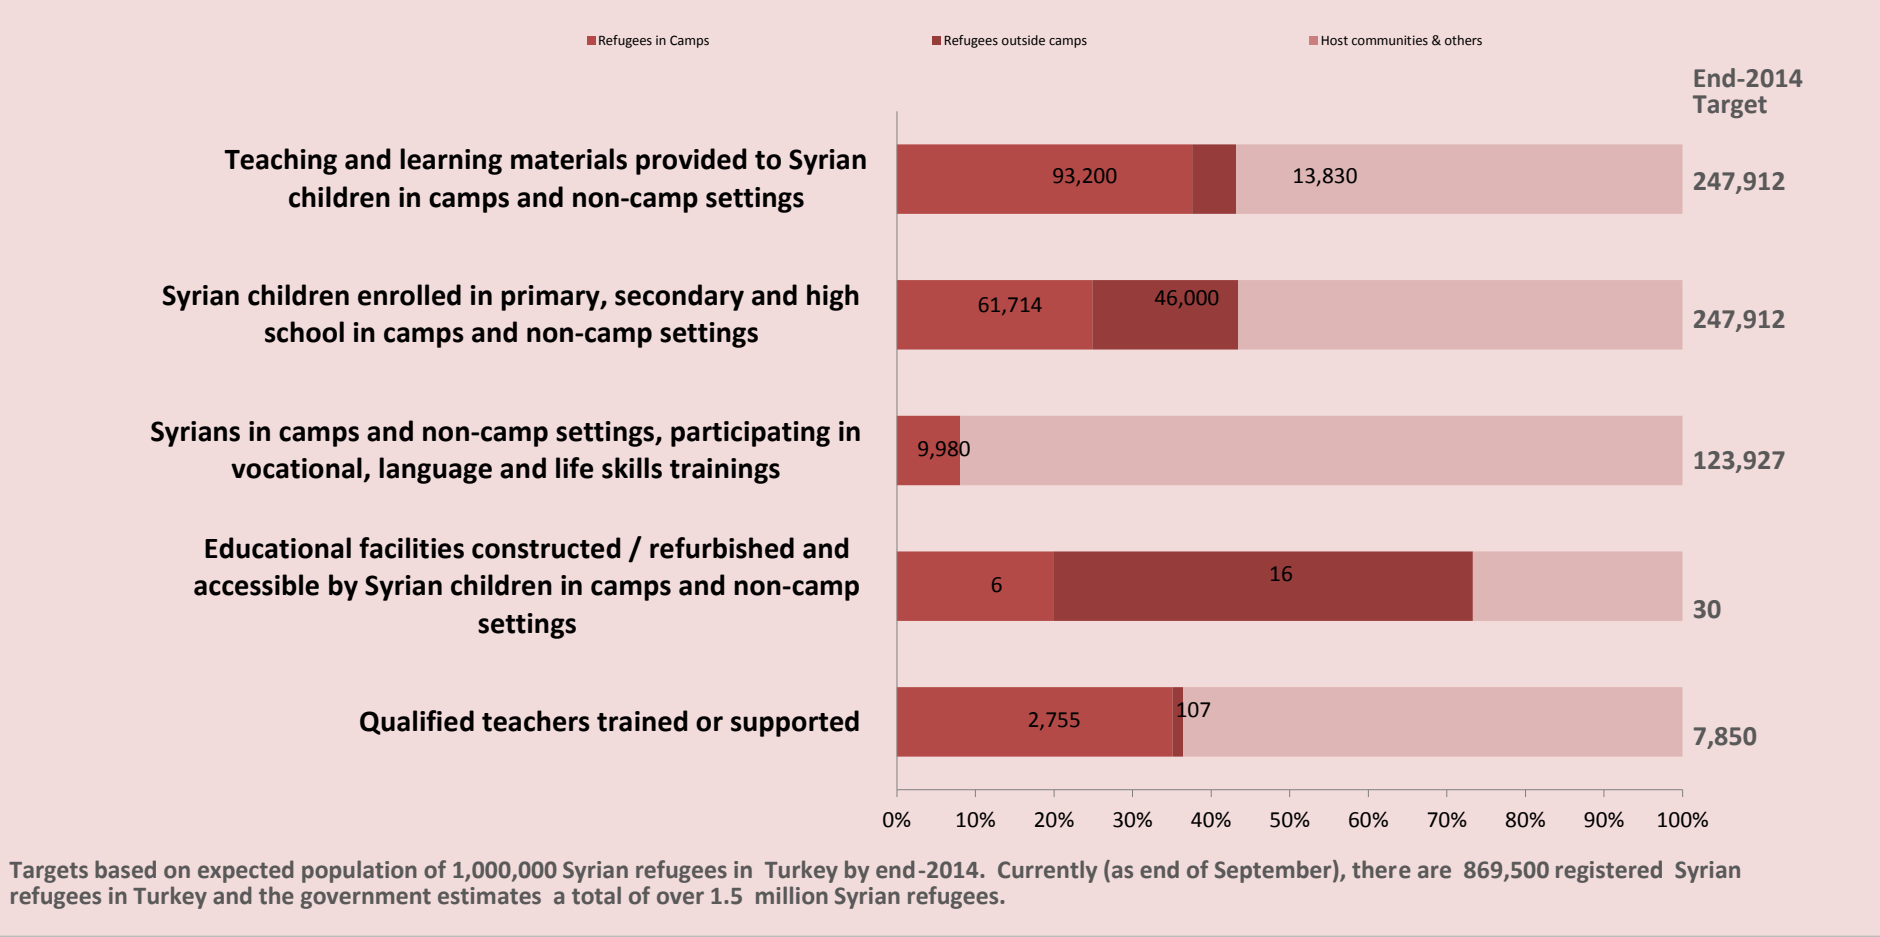 Refugees in Camps
Refugees outside camps
Host communities & others
End-2014
Target
Teaching and learning materials provided to Syrian
children in camps and non-camp settings
93,200
13,830
247,912
Syrian children enrolled in primary, secondary and high
school in camps and non-camp settings
61,714
46,000
247,912
Syrians in camps and non-camp settings, participating in
vocational, language and life skills trainings
9,980
123,927
Educational facilities constructed / refurbished and
accessible by Syrian children in camps and non-camp
settings
6
16
30
Qualified teachers trained or supported
2,755
107
7,850
0% 10% 20% 30% 40% 50% 60% 70% 80% 90% 100%
Targets based on expected population of 1,000,000 Syrian refugees in Turkey by end-2014. Currently (as end of September), there are 869,500 registered Syrian
refugees in Turkey and the government estimates a total of over 1.5 million Syrian refugees.